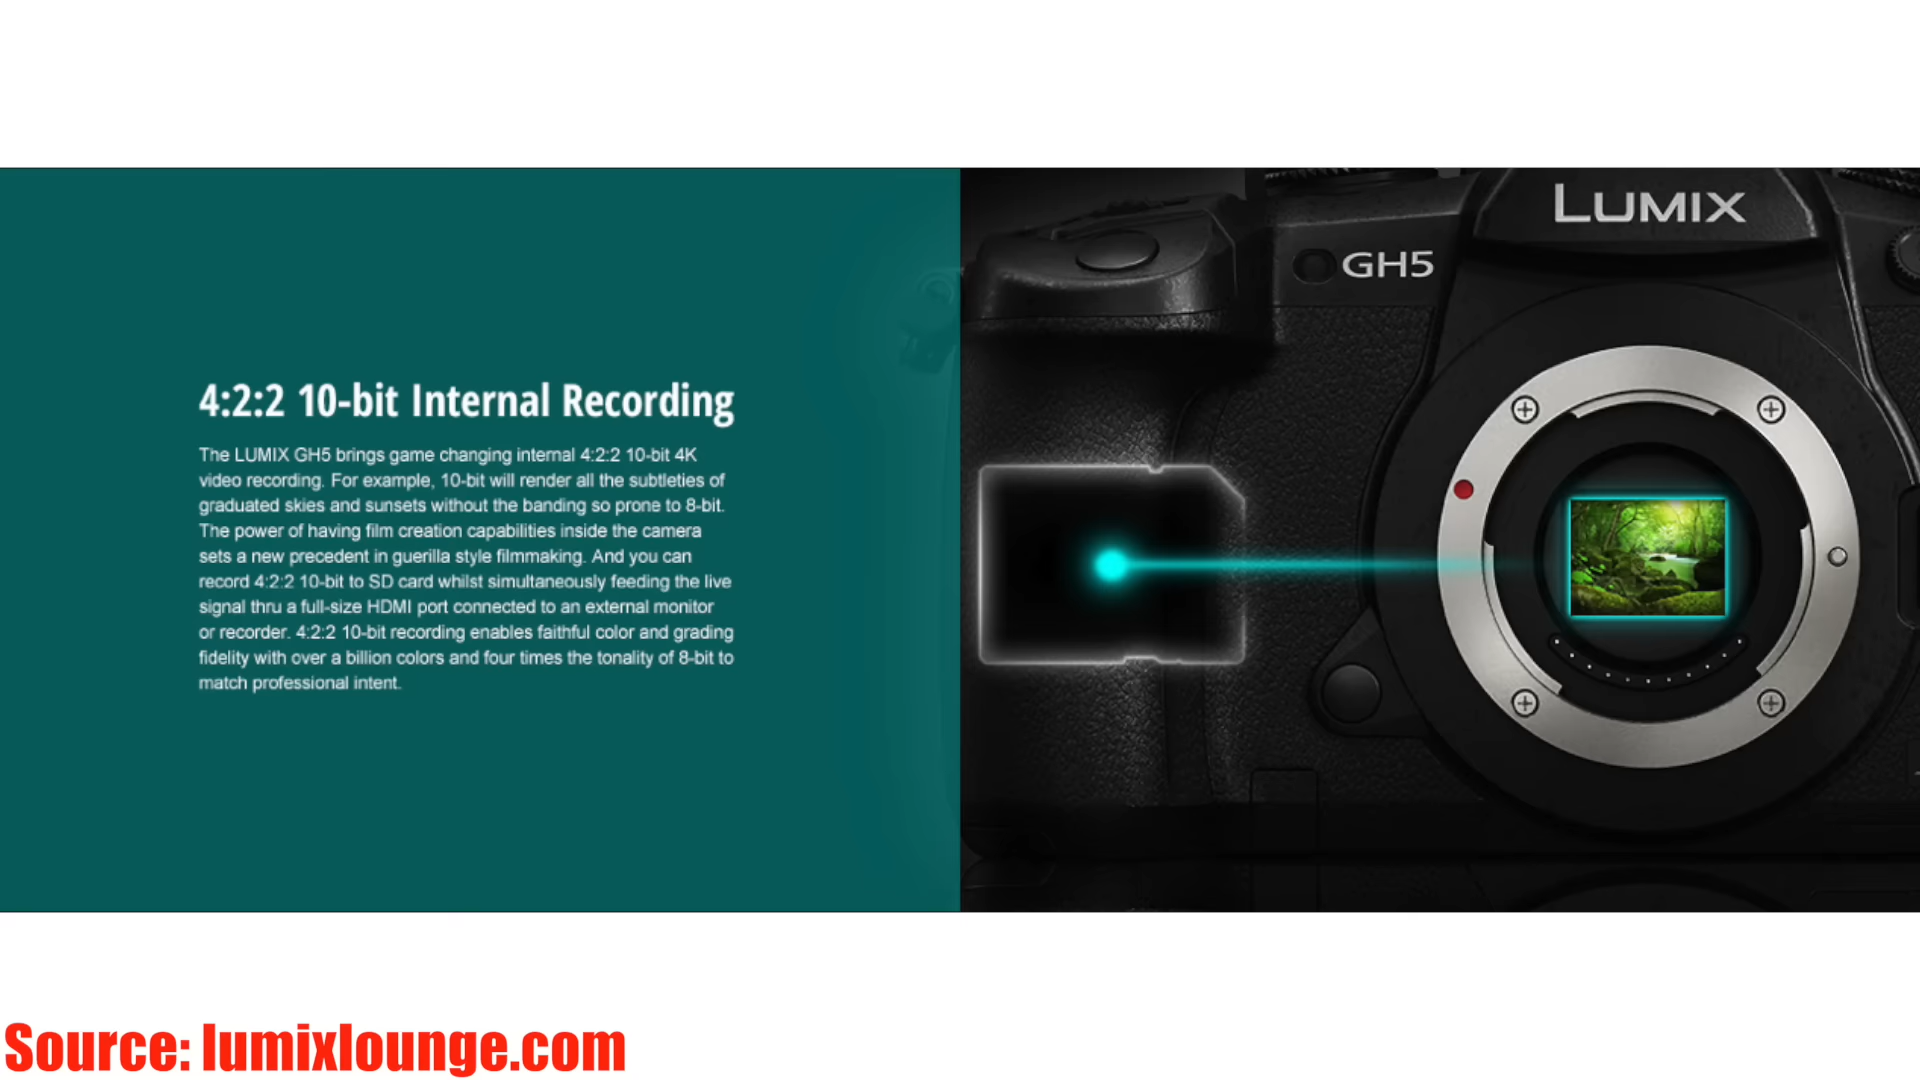 4:2:2 10-bit Internal Recording
The LUMIX GH5 brings game changing internal 4:2:2 10-bit 4K
video recording. For example, 10-bit will render all the subtleties of
graduated skies and sunsets without the banding so prone to 8-bit.
The power of having film creation capabilities inside the camera
sets a new precedent in guerilla style filmmaking. And you can
record 4:2:2 10-bit to SD card whilst simultaneously feeding the live
signal thru a full-size HDMI port connected to an external monitor
or recorder. 4:2:2 10-bit recording enables faithful color and grading
fidelity with over a billion colors and four times the tonality of 8-bit to
match professional intent.
LUMIX
GH5
Source: lumixlounge.com